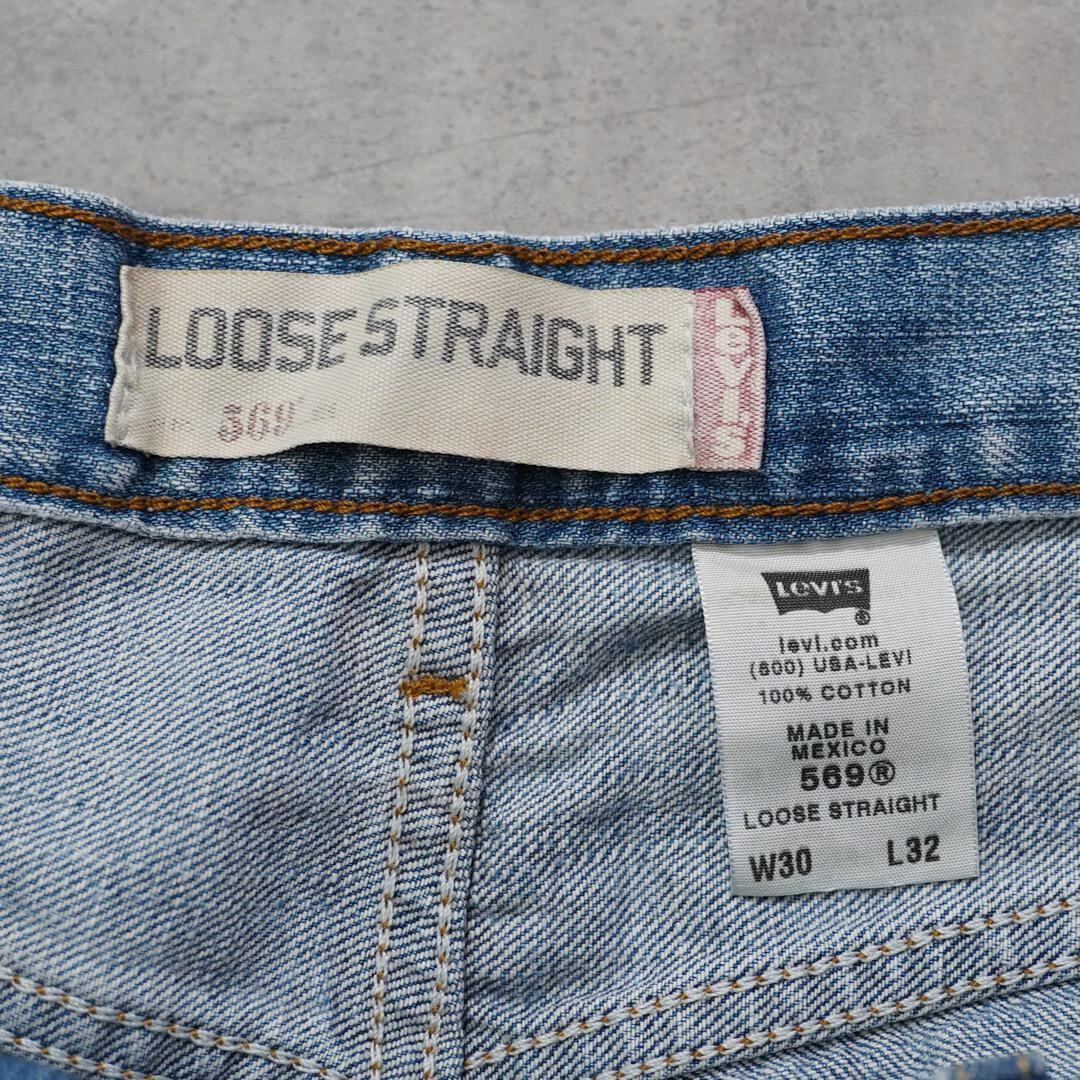 LOOSE STRAIGHT
569
LEVI'S
LEVI'S
®
levi.com
(800) USA-LEVI
100% COTTON
MADE IN
MEXICO
569®
LOOSE STRAIGHT
W30 L32